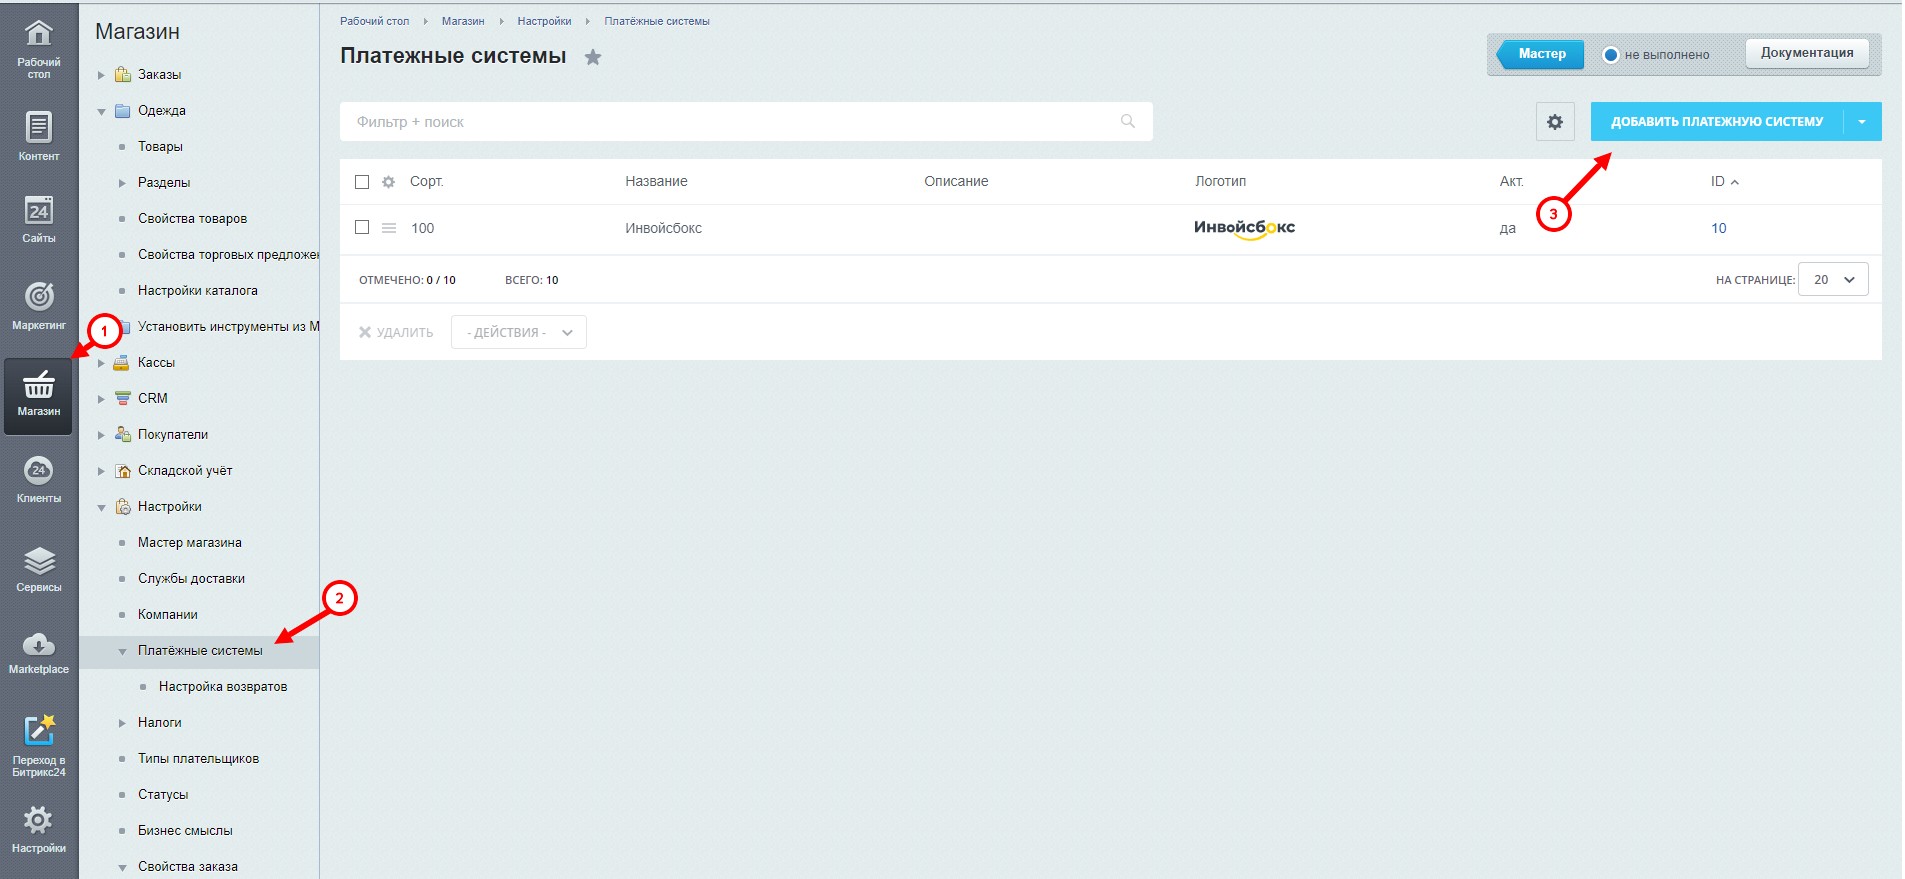 Рабочий
стол
Контент
24
Сайты
Маркетинг
1
Магазин
24
Клиенты
Сервисы
Marketplace
Переход в
Битрикс24
Настройки
Магазин
Заказы
Одежда
Товары
Разделы
Свойства товаров
Свойства торговых предложен
Настройки каталога
Установить инструменты из М
Кассы
CRM
Покупатели
Складской учёт
Настройки
Мастер магазина
Службы доставки
Компании
2
Платёжные системы
Настройка возвратов
Налоги
Типы плательщиков
Статусы
Бизнес смыслы
Свойства заказа
Рабочий стол Магазин Настройки Платёжные системы
Платежные системы
Мастер не выполнено Документация
Фильтр + поиск
ДОБАВИТЬ ПЛАТЕЖНУЮ СИСТЕМУ
3
Сорт. Название Описание Логотип Акт. ID
100 Инвойсбокс Инвойсбокс да 10
ОТМЕЧЕНО: 0 / 10 ВСЕГО: 10 НА СТРАНИЦЕ: 20
УДАЛИТЬ - ДЕЙСТВИЯ -